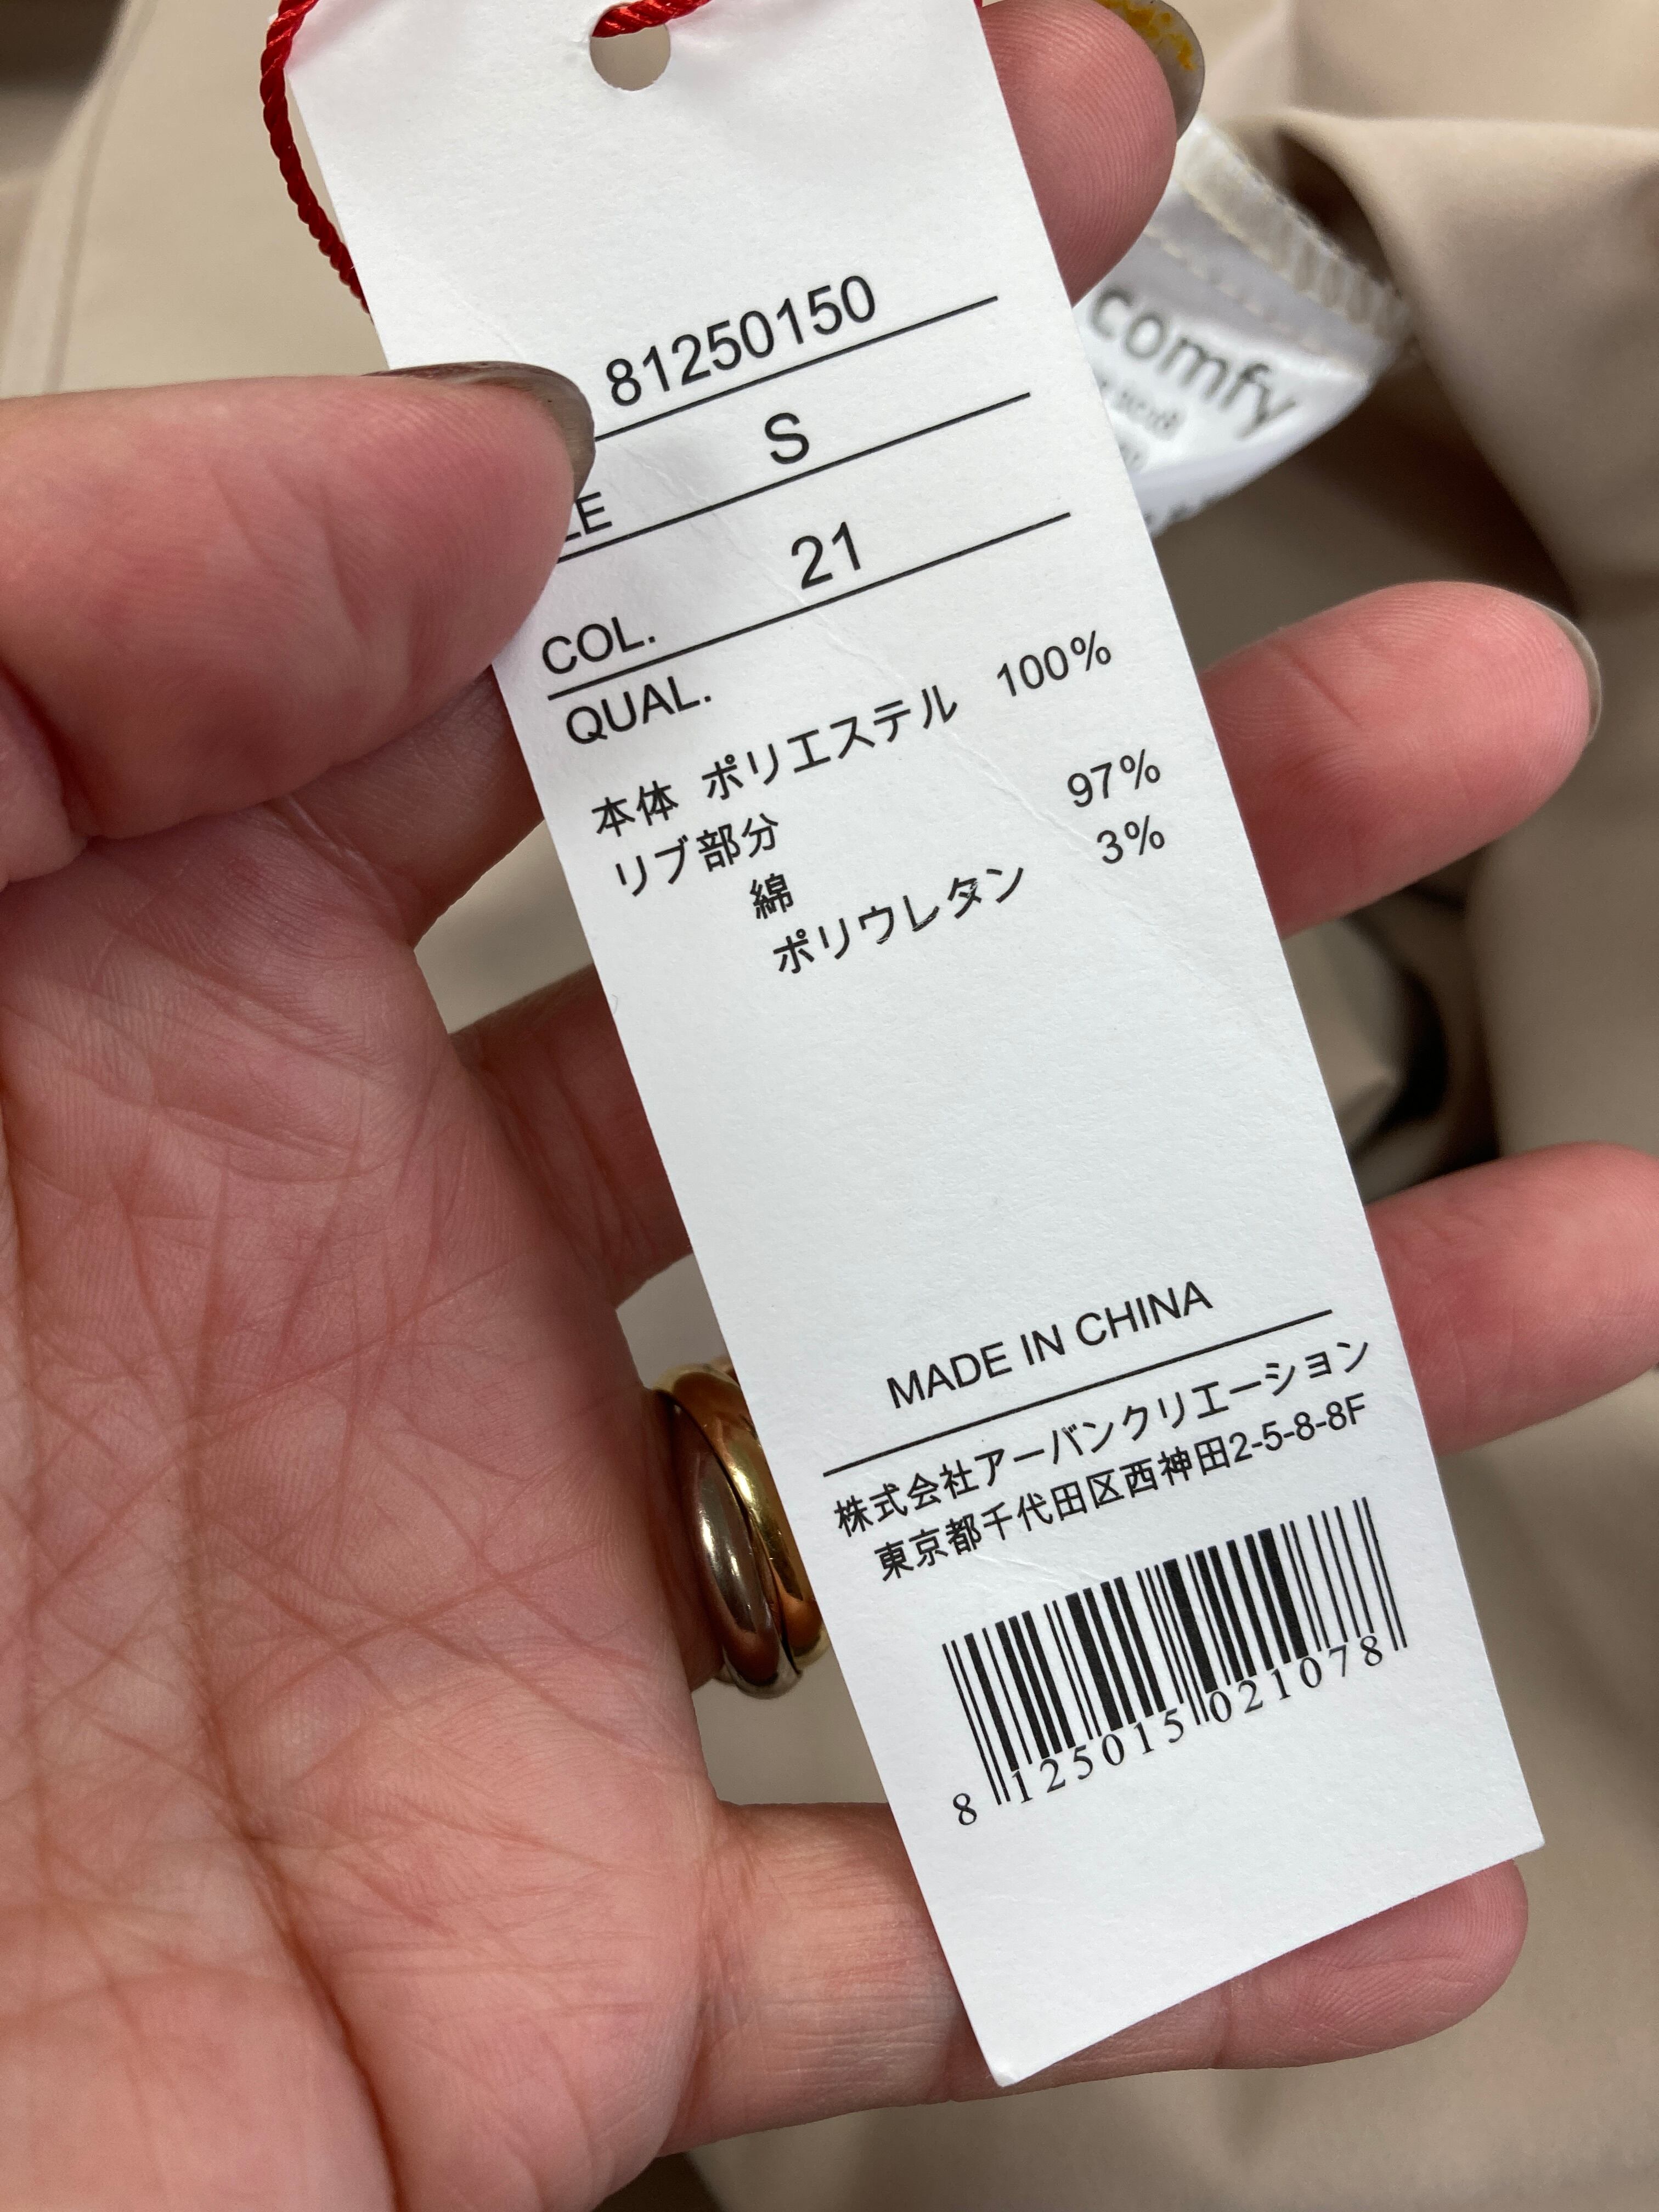 81250150
S
21
COL.
QUAL.
本体 ポリエステル 100%
リブ部分
綿 97%
ポリウレタン 3%
MADE IN CHINA
株式会社アーバンクリエーション
東京都千代田区西神田2-5-8-8F
8 125015 021078
comfy